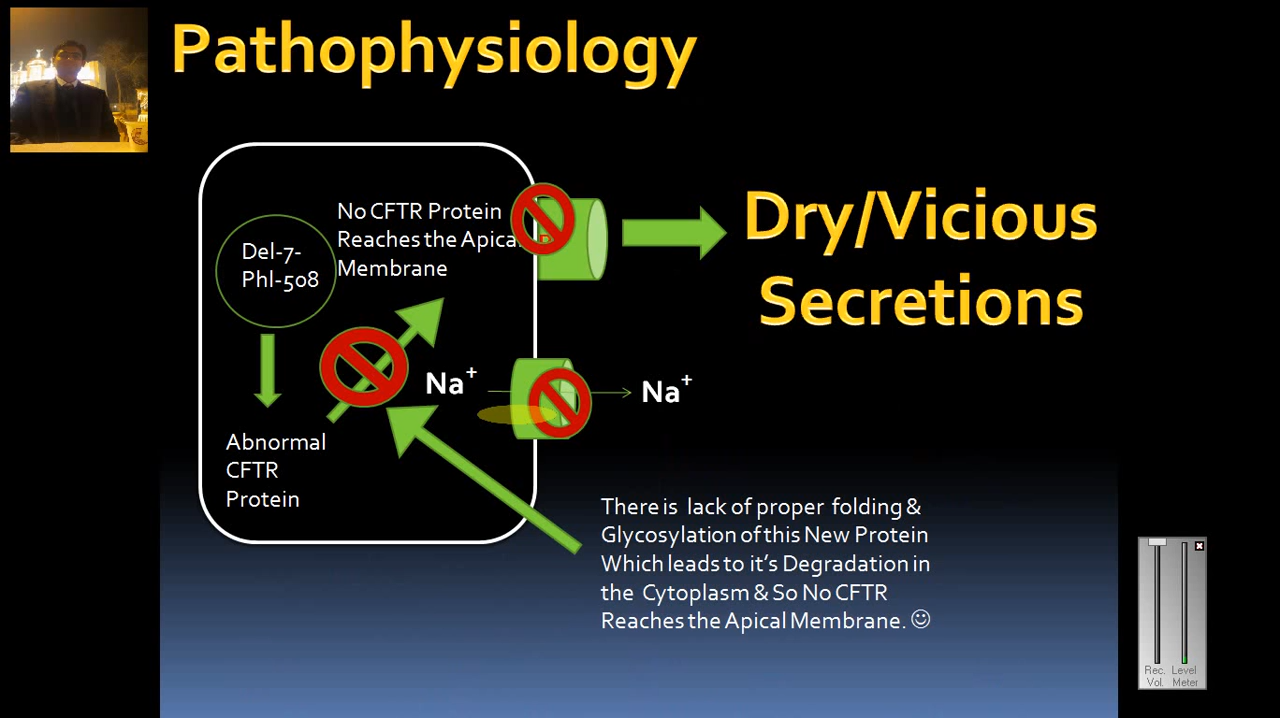 Pathophysiology
No CFTR Protein
Reaches the Apical
Membrane
Del-7-
Phl-508
Dry/Vicious
Secretions
Na+
Na+
Abnormal
CFTR
Protein
There is lack of proper folding &
Glycosylation of this New Protein
Which leads to it's Degradation in
the Cytoplasm & So No CFTR
Reaches the Apical Membrane. ☺
Rec. Vol.
Level Meter